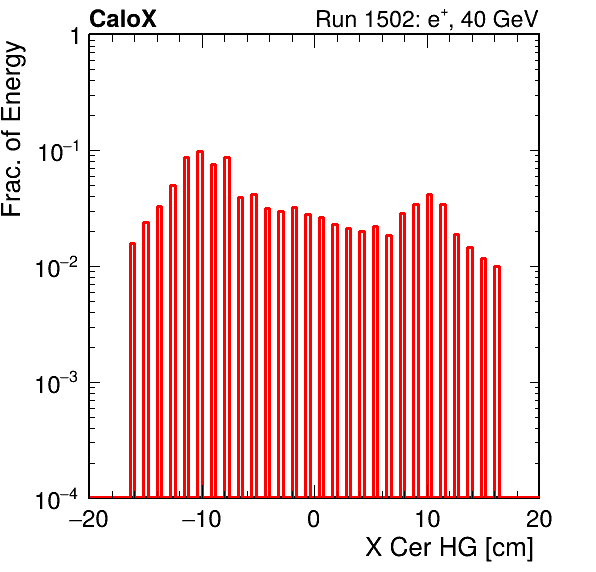 CaloX Run 1502: e⁺, 40 GeV
Frac. of Energy
1
10⁻¹
10⁻²
10⁻³
10⁻⁴
−20 −10 0 10 20
X Cer HG [cm]